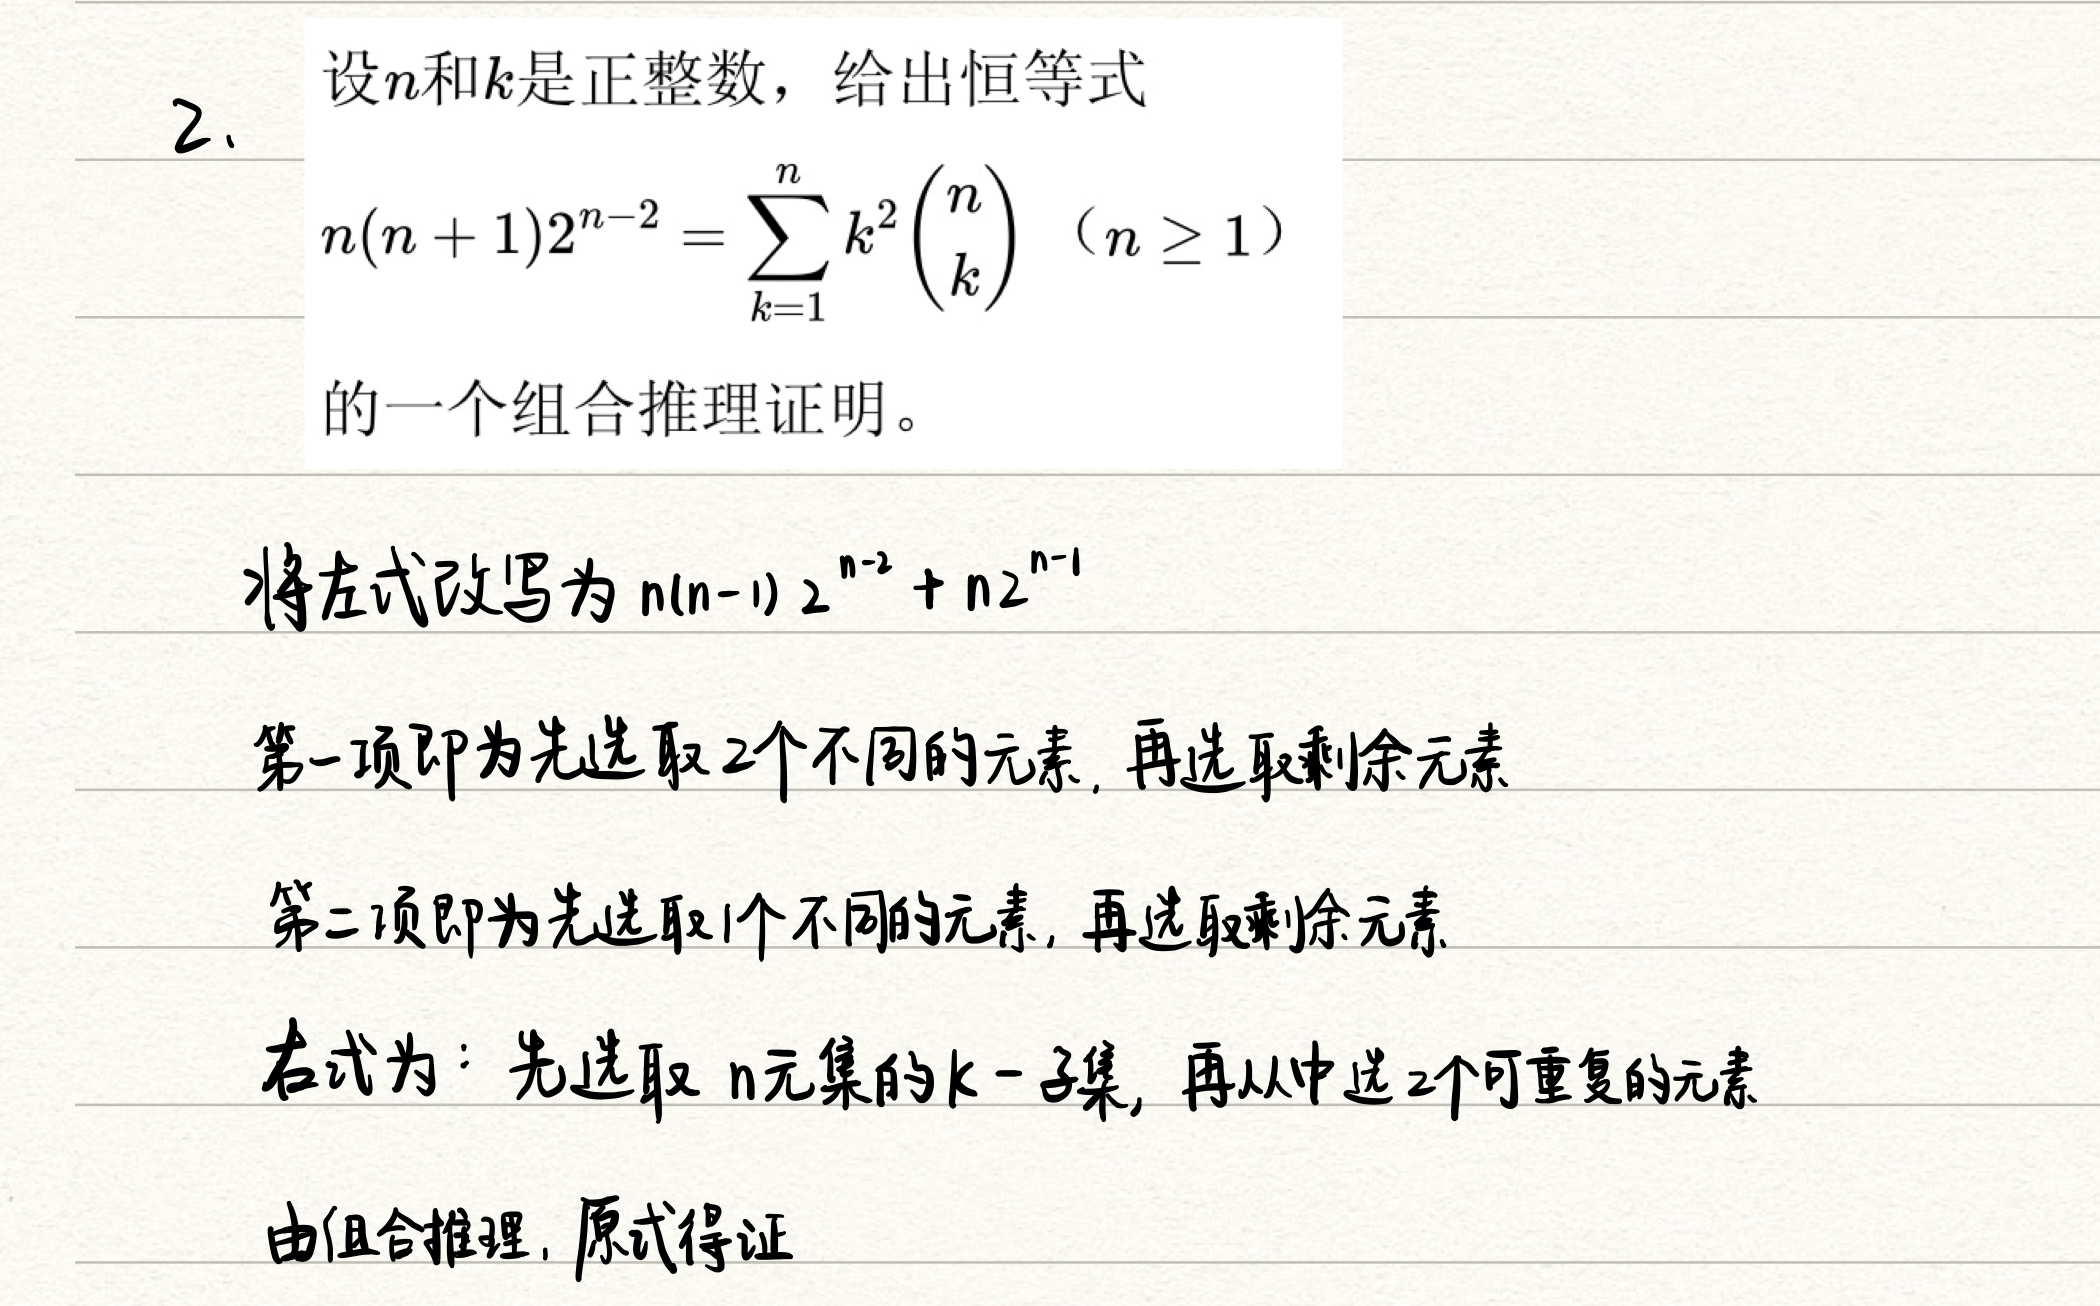 2、
设n和k是正整数，给出恒等式
n(n + 1)2^{n-2} = \sum_{k=1}^{n} k^2 \binom{n}{k} （n ≥ 1）
的一个组合推理证明。
将左式改写为 n(n-1) 2^{n-2} + n2^{n-1}
第一项即为先选取2个不同的元素, 再选取剩余元素
第二项即为先选取1个不同的元素, 再选取剩余元素
右式为: 先选取 n元集的k-子集, 再从中选2个可重复的元素
由组合推理, 原式得证